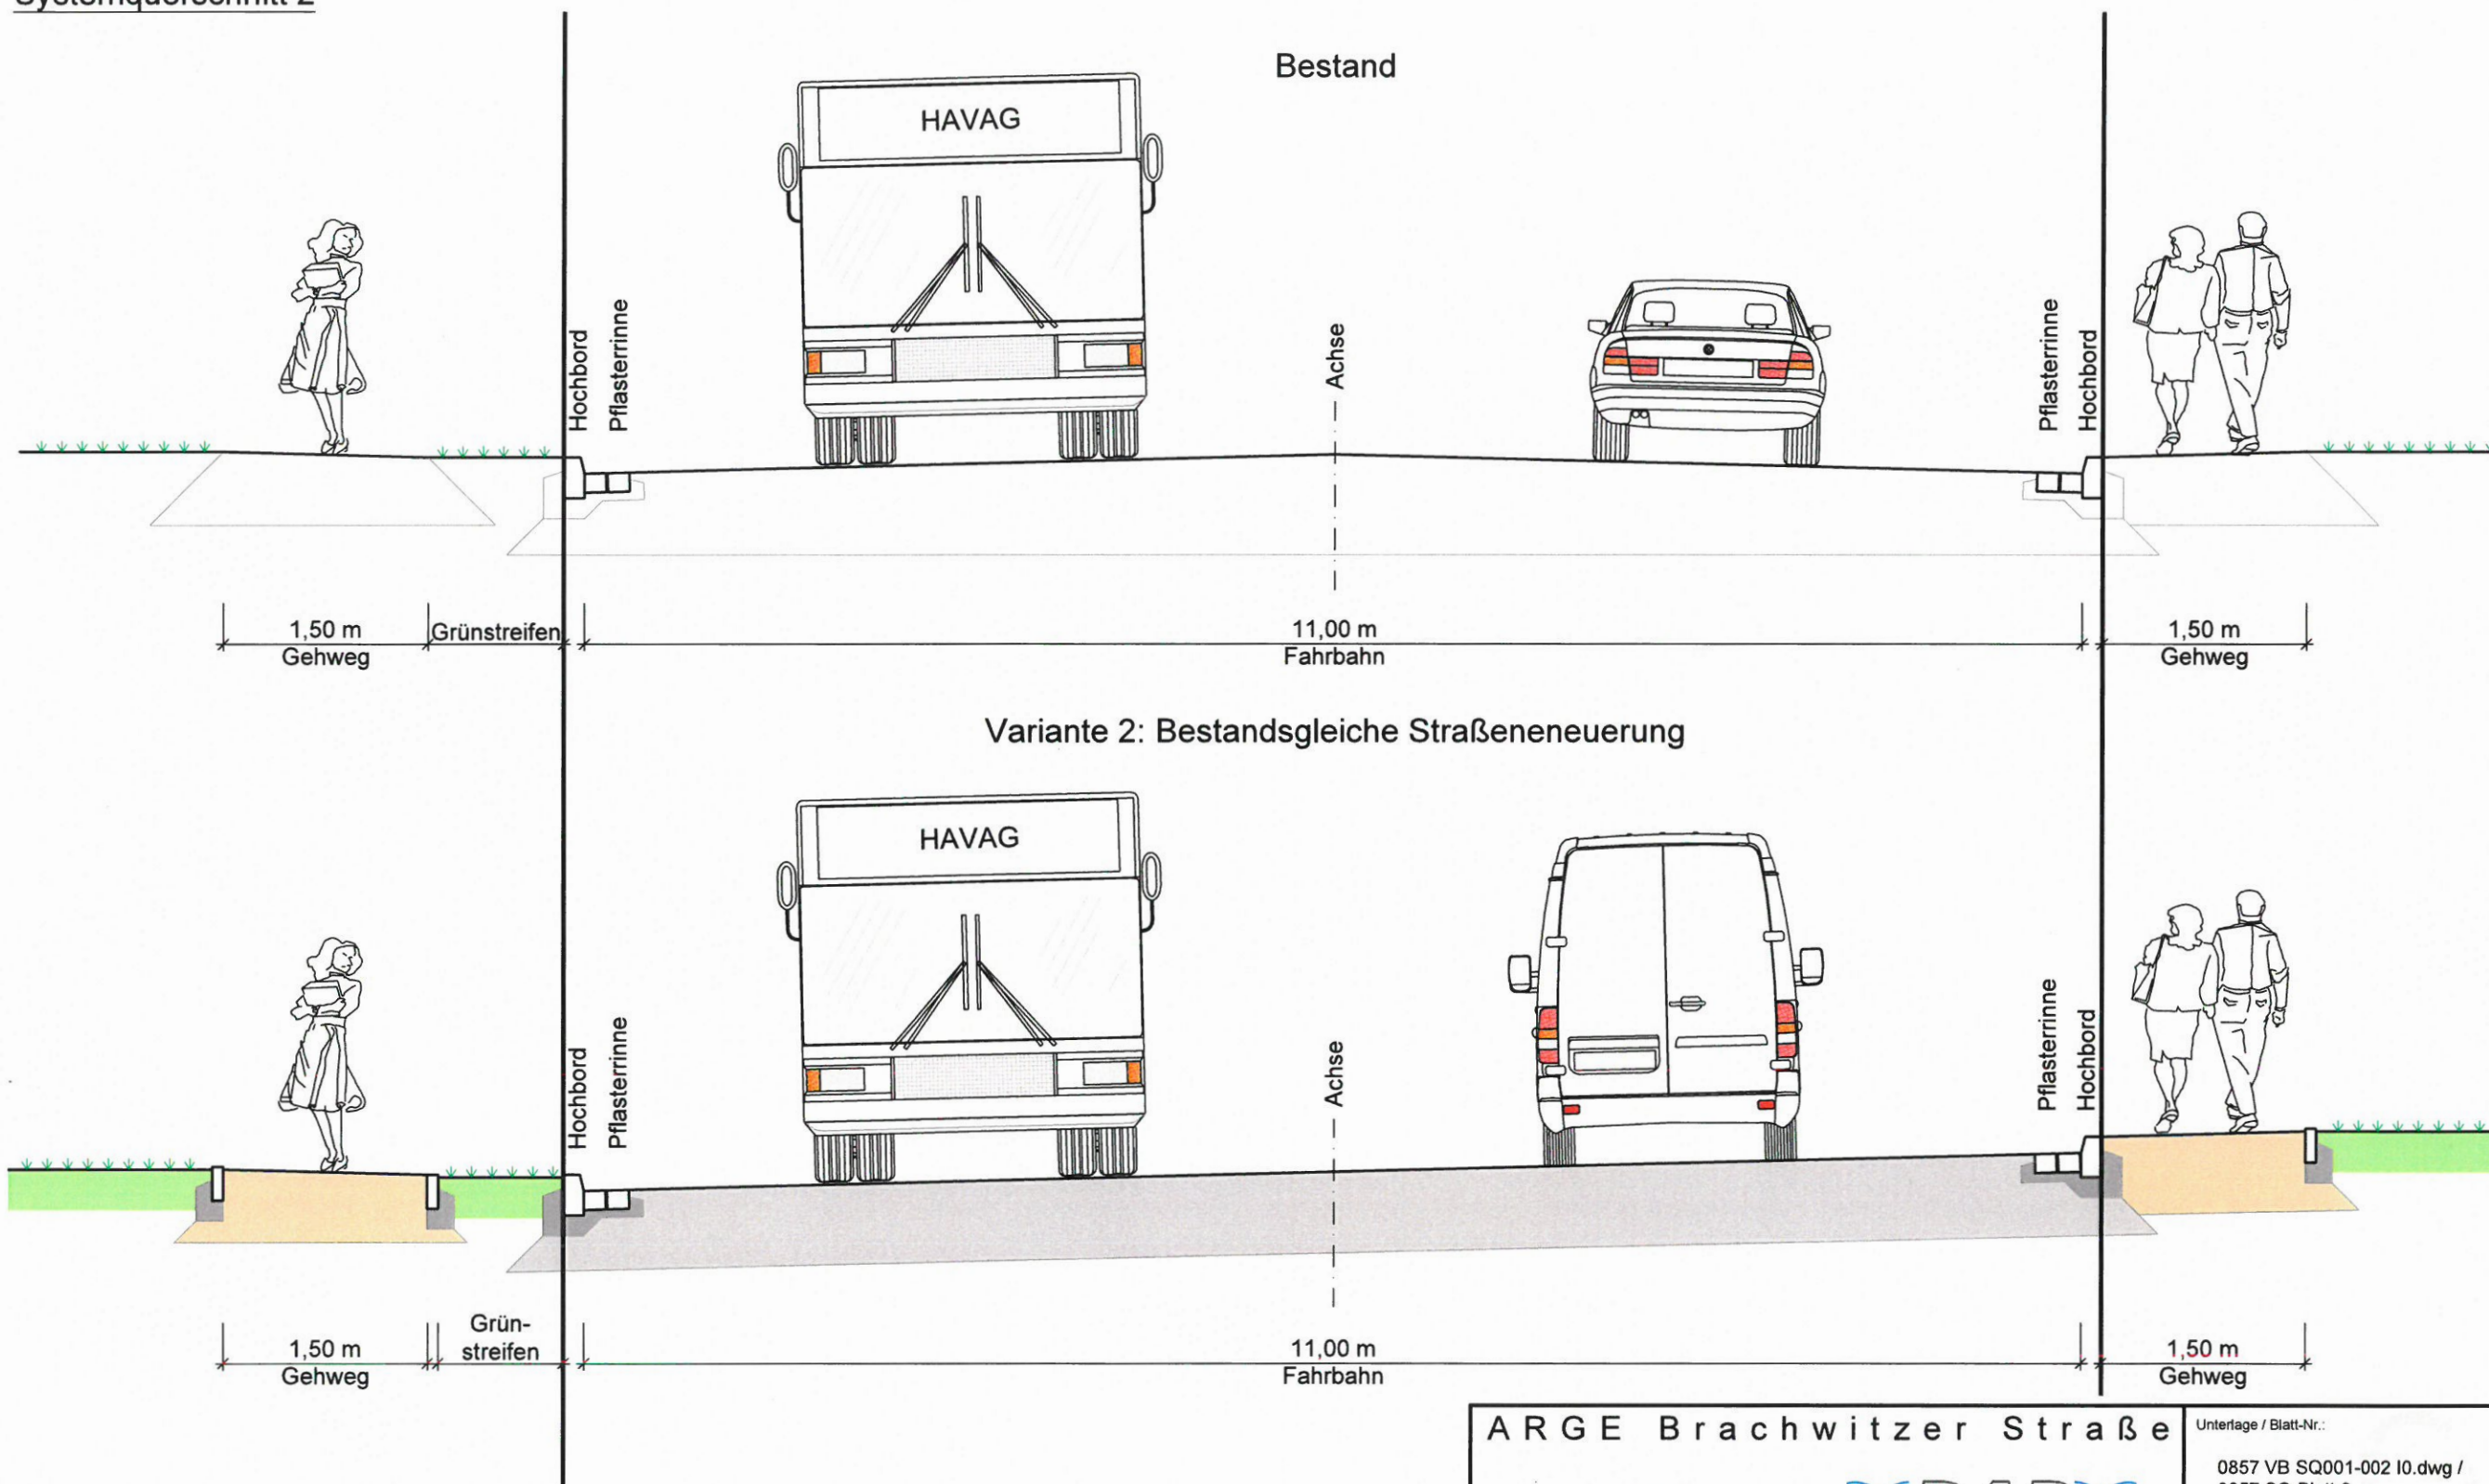 Systemquerschnitt 2
Bestand
HAVAG
Hochbord
Pflasterrinne
Achse
Pflasterrinne
Hochbord
1,50 m
Gehweg
Grünstreifen
11,00 m
Fahrbahn
1,50 m
Gehweg
Variante 2: Bestandsgleiche Straßeneneuerung
HAVAG
Hochbord
Pflasterrinne
Achse
Pflasterrinne
Hochbord
1,50 m
Gehweg
Grün-
streifen
11,00 m
Fahrbahn
1,50 m
Gehweg
ARGE Brachwitzer Straße
Unterlage / Blatt-Nr.:
0857 VB SQ001-002 I0.dwg /